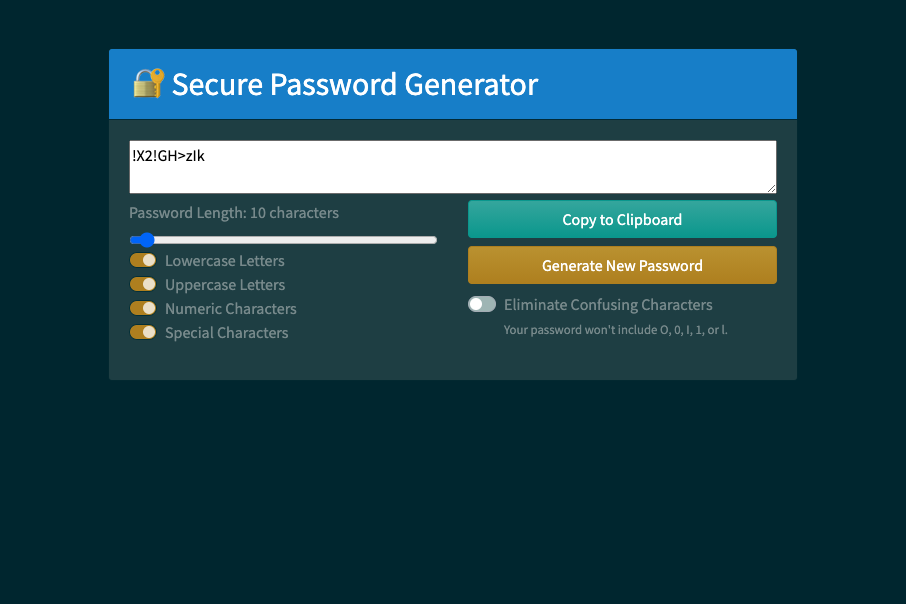 Secure Password Generator
!X2!GH>zIk
Password Length: 10 characters
Copy to Clipboard
Generate New Password
Lowercase Letters
Uppercase Letters
Numeric Characters
Special Characters
Eliminate Confusing Characters
Your password won't include O, 0, I, 1, or l.